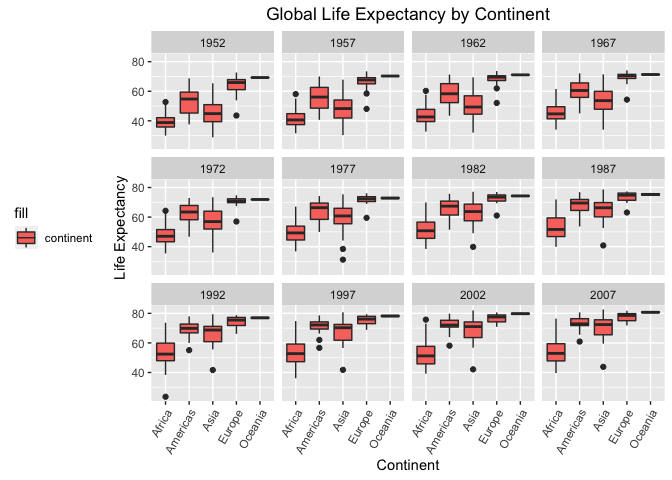 Global Life Expectancy by Continent
1952 1957 1962 1967
80
60
40
1972 1977 1982 1987
80
60
40
1992 1997 2002 2007
80
60
40
Life Expectancy
fill
continent
Africa Americas Asia Europe Oceania Africa Americas Asia Europe Oceania Africa Americas Asia Europe Oceania Africa Americas Asia Europe Oceania
Continent